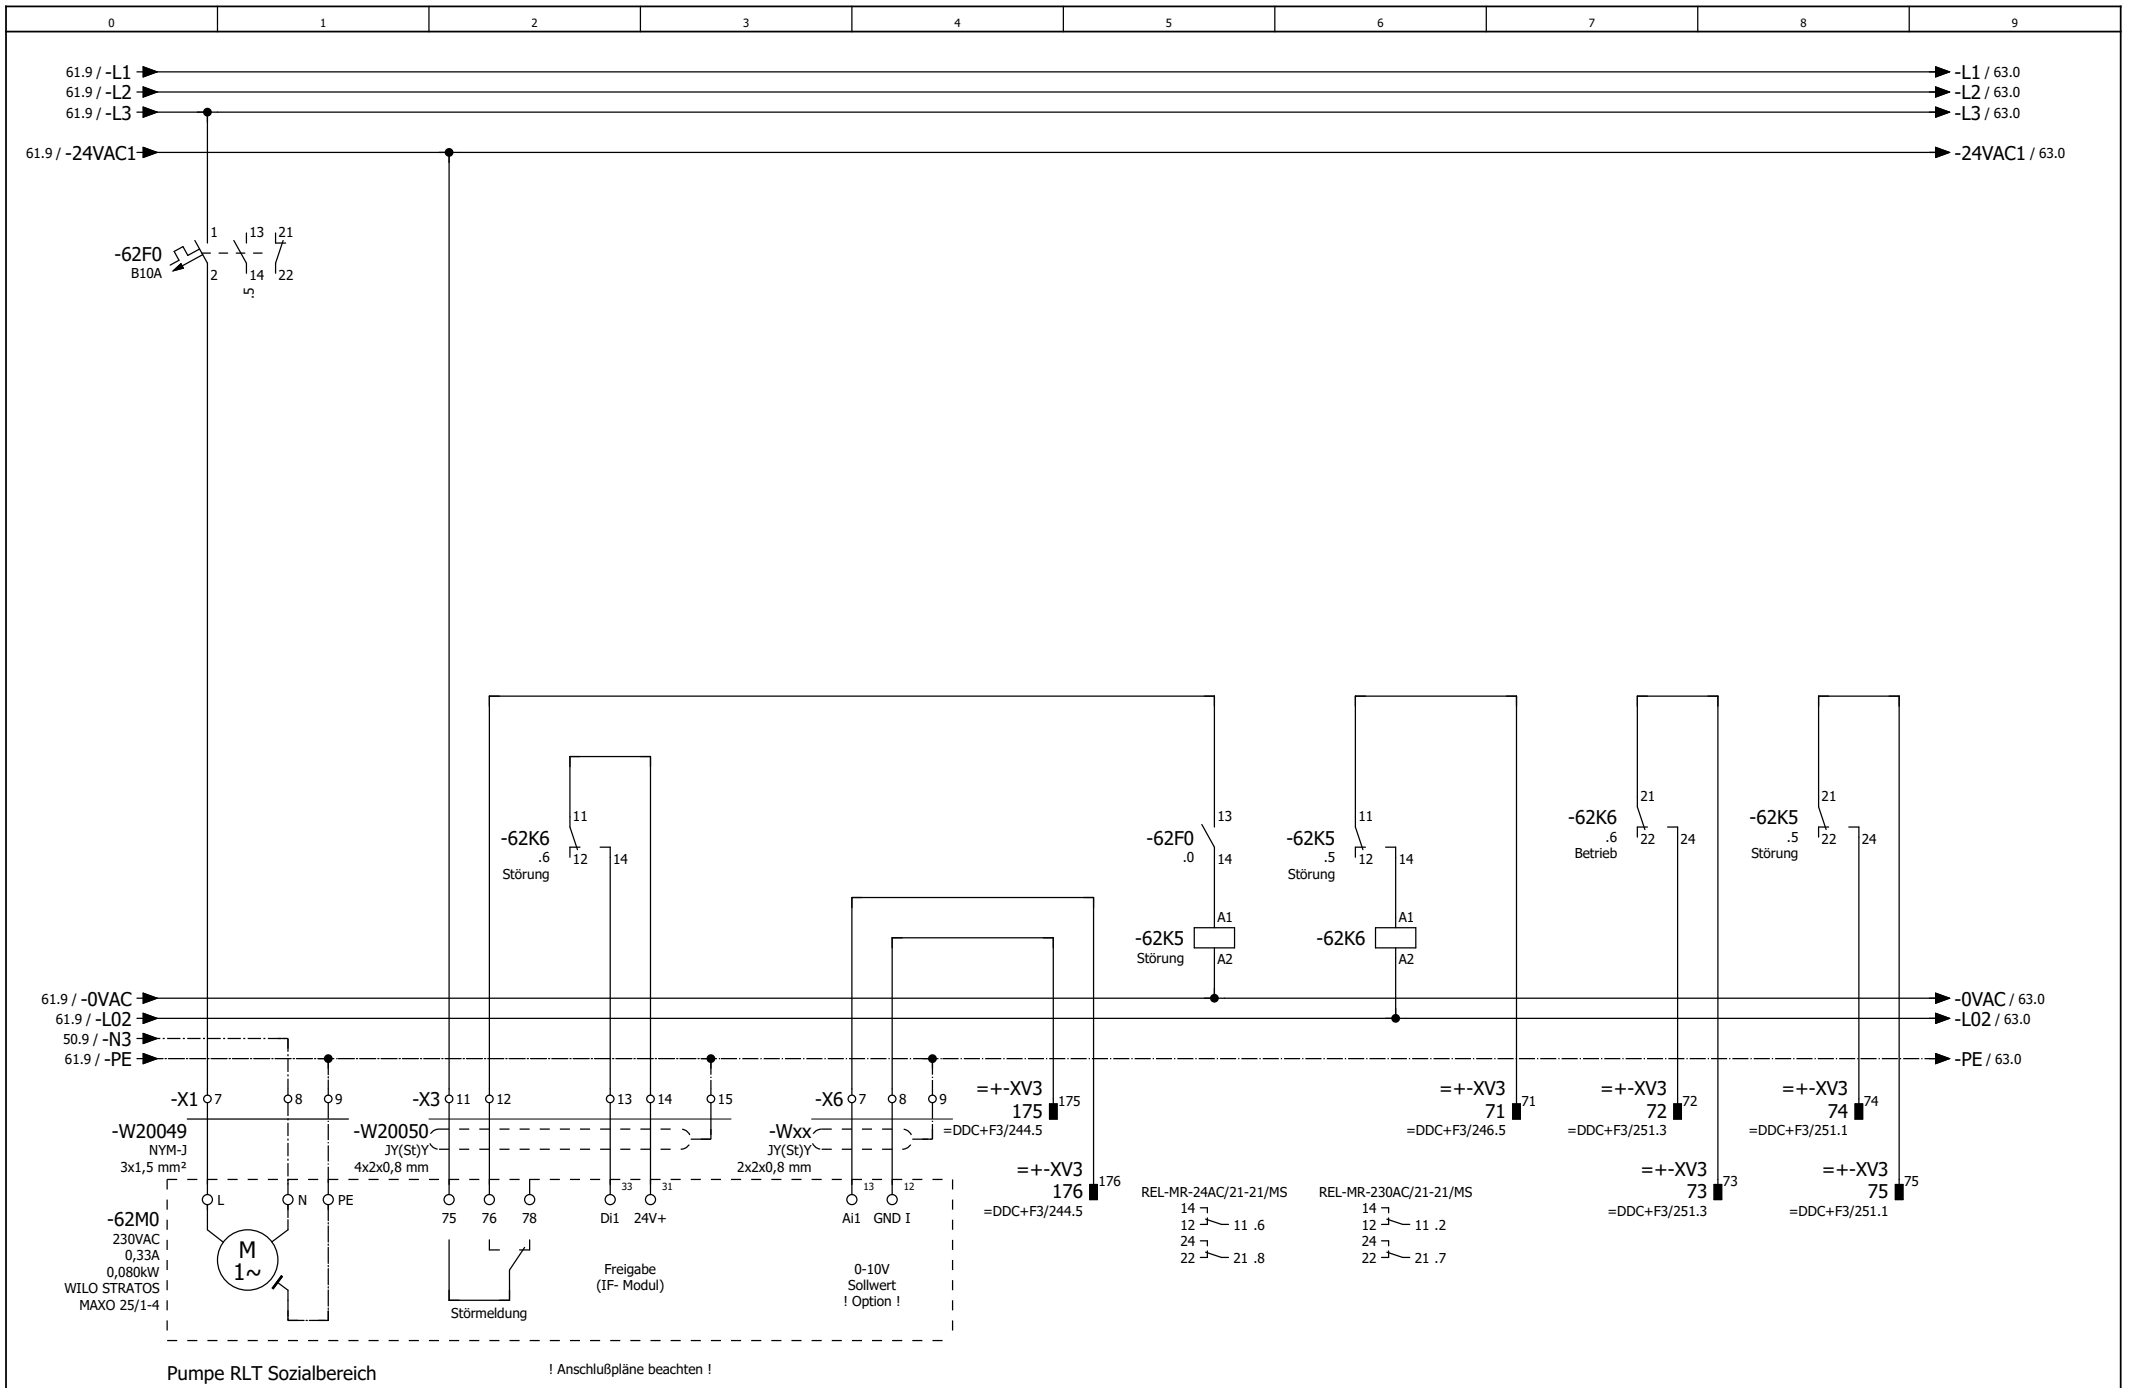 0 1 2 3 4 5 6 7 8 9
61.9 / -L1
-L1 / 63.0
61.9 / -L2
-L2 / 63.0
61.9 / -L3
-L3 / 63.0
61.9 / -24VAC1
-24VAC1 / 63.0
-62F0
B10A
1
2
13
14
.5
21
22
-62K6
.6
Störung
11
12
14
-62F0
.0
13
14
-62K5
.5
Störung
11
12
14
-62K6
.6
Betrieb
21
22
24
-62K5
.5
Störung
21
22
24
-62K5
Störung
A1
A2
-62K6
A1
A2
61.9 / -0VAC
-0VAC / 63.0
61.9 / -L02
-L02 / 63.0
50.9 / -N3
61.9 / -PE
-PE / 63.0
-X1 7 8 9
-X3 11 12 13 14 15
-X6 7 8 9
-W20049
NYM-J
3x1,5 mm²
-W20050
JY(St)Y
4x2x0,8 mm
-Wxx
JY(St)Y
2x2x0,8 mm
=+-XV3
175 175
=DDC+F3/244.5
=+-XV3
176 176
=DDC+F3/244.5
=+-XV3
71 71
=DDC+F3/246.5
=+-XV3
72 72
=DDC+F3/251.3
=+-XV3
73 73
=DDC+F3/251.3
=+-XV3
74 74
=DDC+F3/251.1
=+-XV3
75 75
=DDC+F3/251.1
L N PE
-62M0
230VAC
0,33A
0,080kW
WILO STRATOS
MAXO 25/1-4
M
1~
75 76 78
Störmeldung
33 31
Di1 24V+
Freigabe
(IF- Modul)
13 12
Ai1 GND I
0-10V
Sollwert
! Option !
REL-MR-24AC/21-21/MS
14
12 11 .6
24
22 21 .8
REL-MR-230AC/21-21/MS
14
12 11 .2
24
22 21 .7
Pumpe RLT Sozialbereich
! Anschlußpläne beachten !